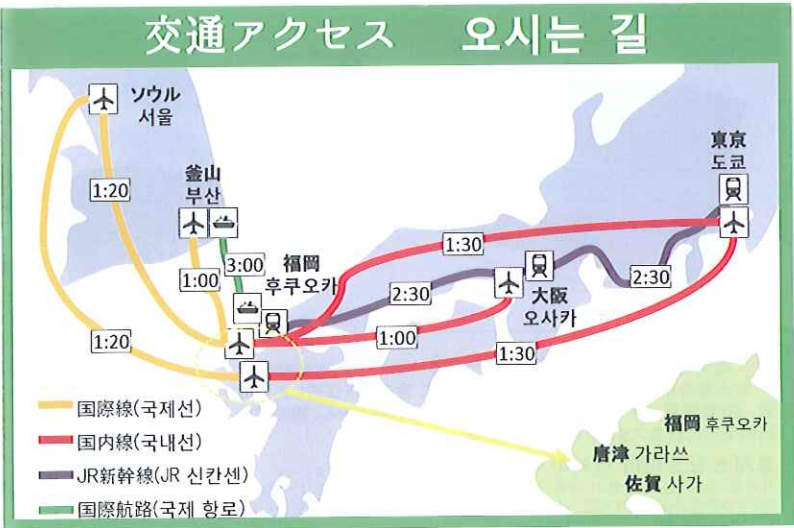 交通アクセス 오시는 길
ソウル
서울
釜山
부산
東京
도쿄
1:20
1:00
3:00
福岡
후쿠오카
1:30
2:30
2:30
大阪
오사카
1:20
1:00
1:30
国際線(국제선)
国内線(국내선)
JR新幹線(JR 신칸센)
国際航路(국제 항로)
福岡 후쿠오카
唐津 가라쓰
佐賀 사가